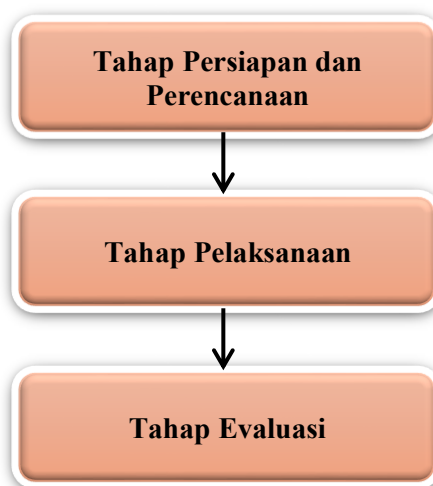 Tahap Persiapan dan
Perencanaan
Tahap Pelaksanaan
Tahap Evaluasi